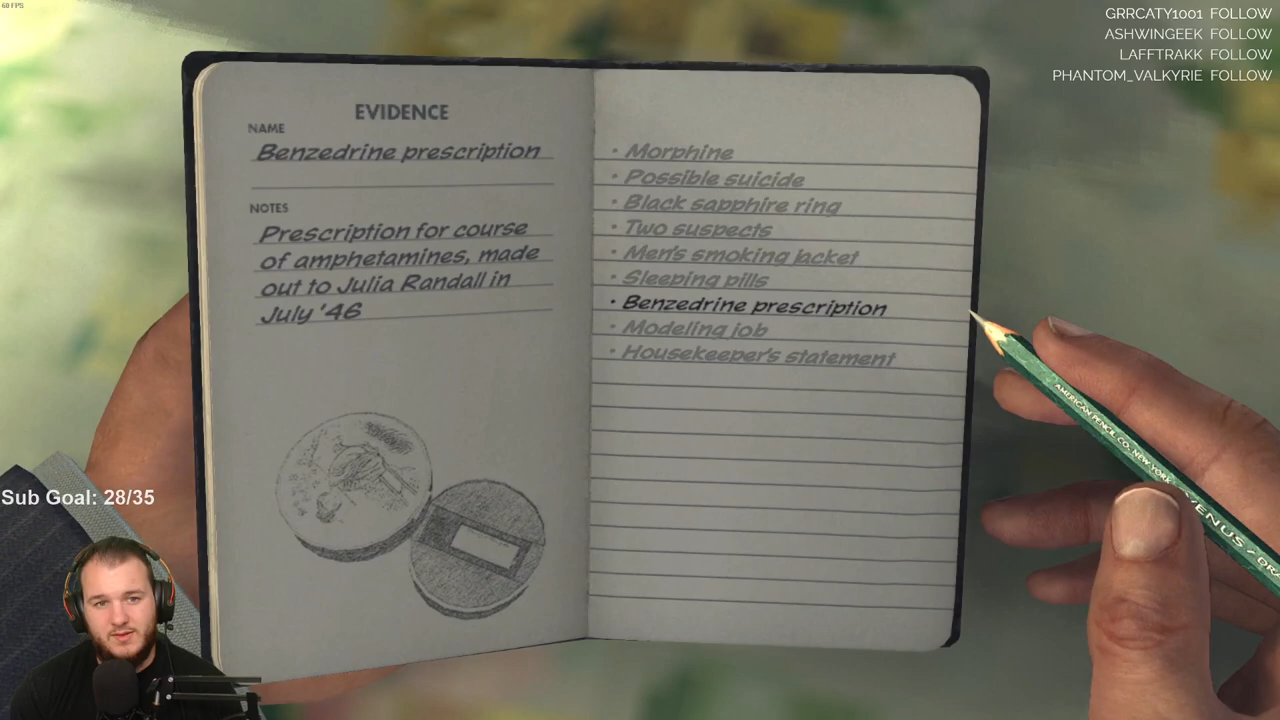 60 FPS
GRRCATY1001 FOLLOW
ASHWINGEEK FOLLOW
LAFFTRAKK FOLLOW
PHANTOM_VALKYRIE FOLLOW
EVIDENCE
NAME
Benzedrine prescription
NOTES
Prescription for course
of amphetamines, made
out to Julia Randall in
July '46
• Morphine
• Possible suicide
• Black sapphire ring
• Two suspects
• Men's smoking jacket
• Sleeping pills
• Benzedrine prescription
• Modeling job
• Housekeeper's statement
AMERICAN PENCIL CO. NEW YORK
VENUS / DRA
Sub Goal: 28/35